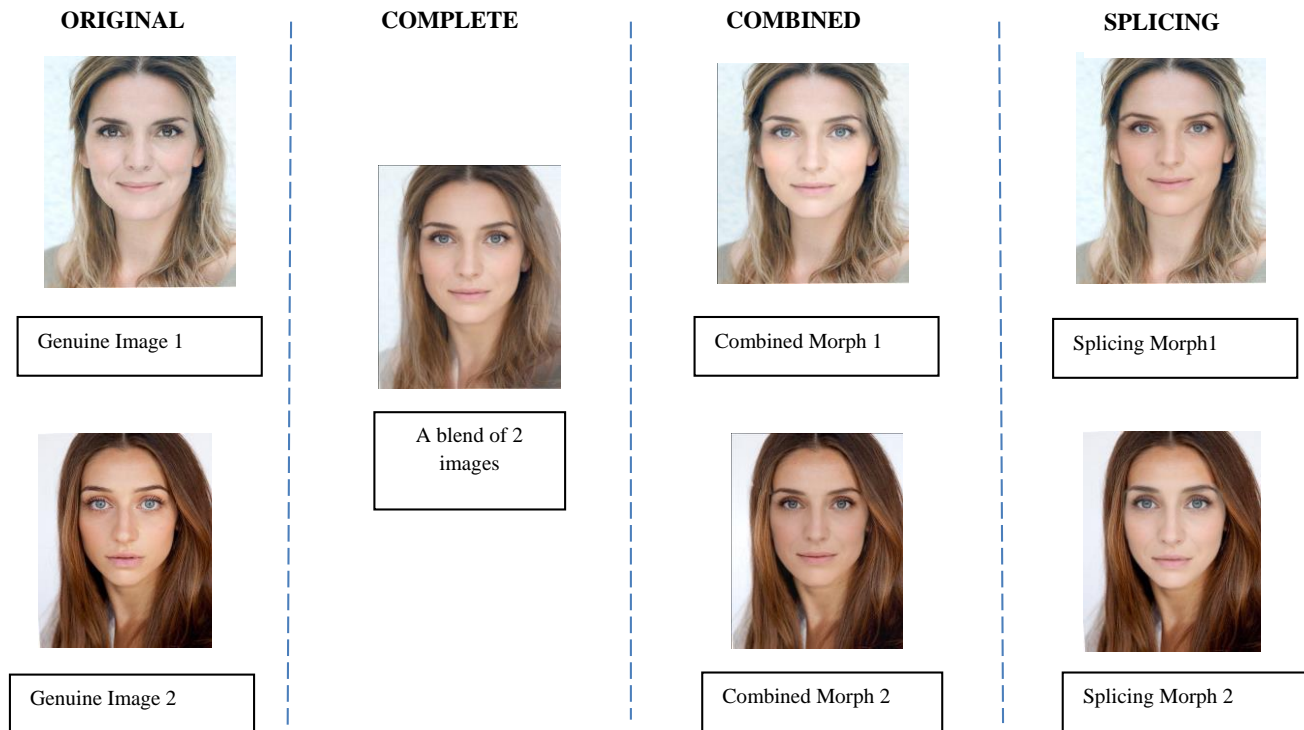 ORIGINAL
COMPLETE
COMBINED
SPLICING
Genuine Image 1
Combined Morph 1
Splicing Morph1
A blend of 2
images
Genuine Image 2
Combined Morph 2
Splicing Morph 2